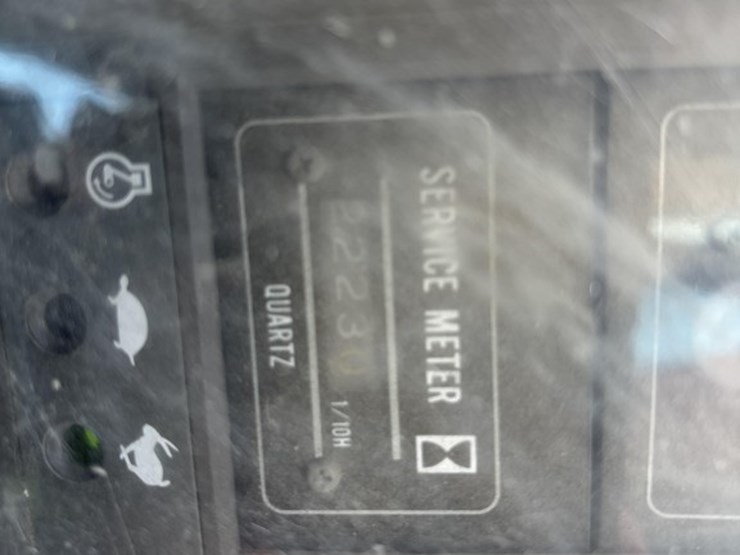 SERVICE METER
1/10H
QUARTZ